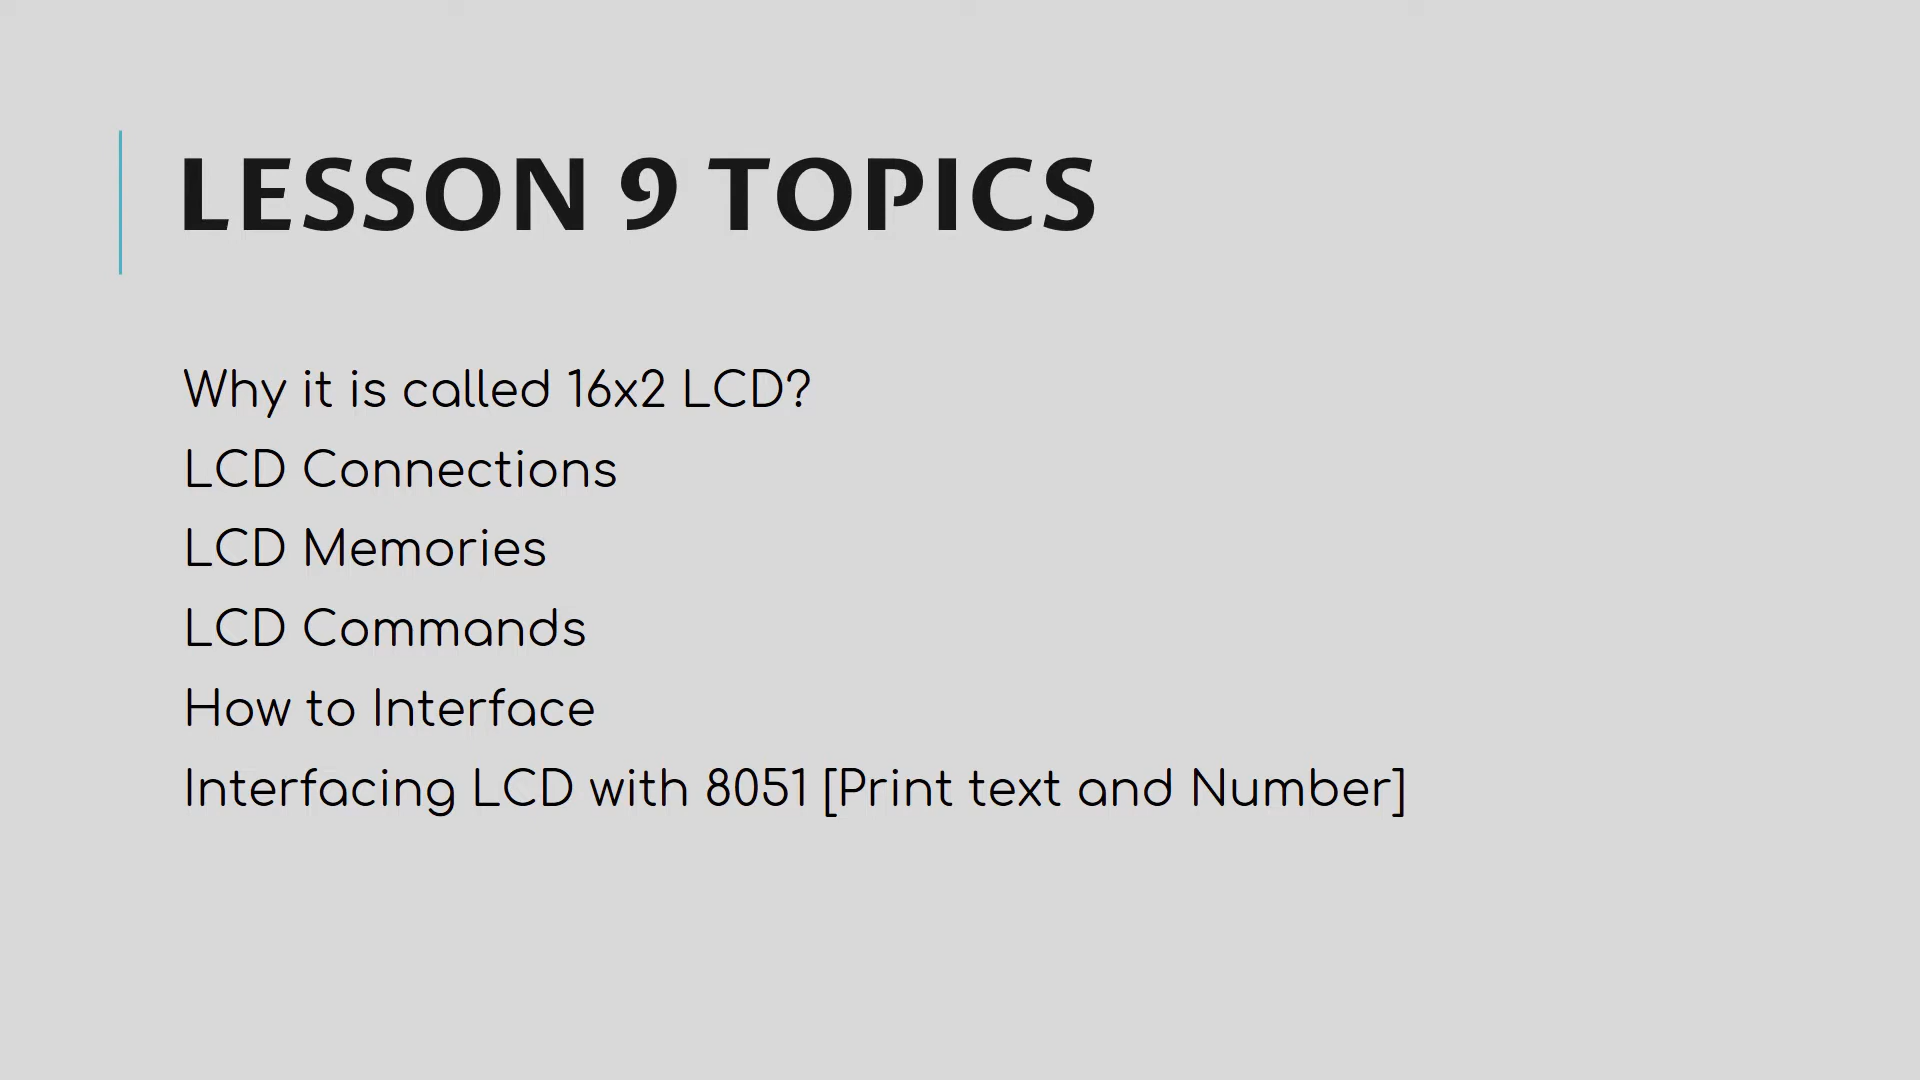 LESSON 9 TOPICS
Why it is called 16x2 LCD?
LCD Connections
LCD Memories
LCD Commands
How to Interface
Interfacing LCD with 8051 [Print text and Number]